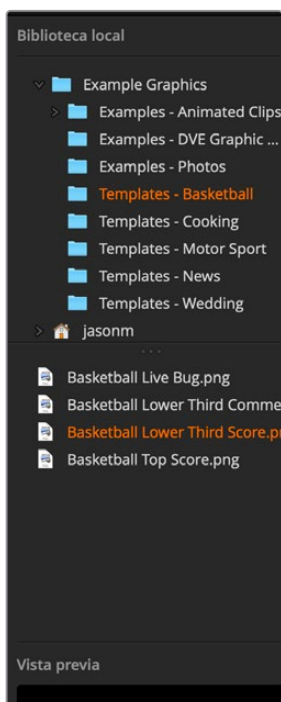 Biblioteca local
Example Graphics
Examples - Animated Clips
Examples - DVE Graphic ...
Examples - Photos
Templates - Basketball
Templates - Cooking
Templates - Motor Sport
Templates - News
Templates - Wedding
jasonm
Basketball Live Bug.png
Basketball Lower Third Comme
Basketball Lower Third Score.pn
Basketball Top Score.png
Vista previa